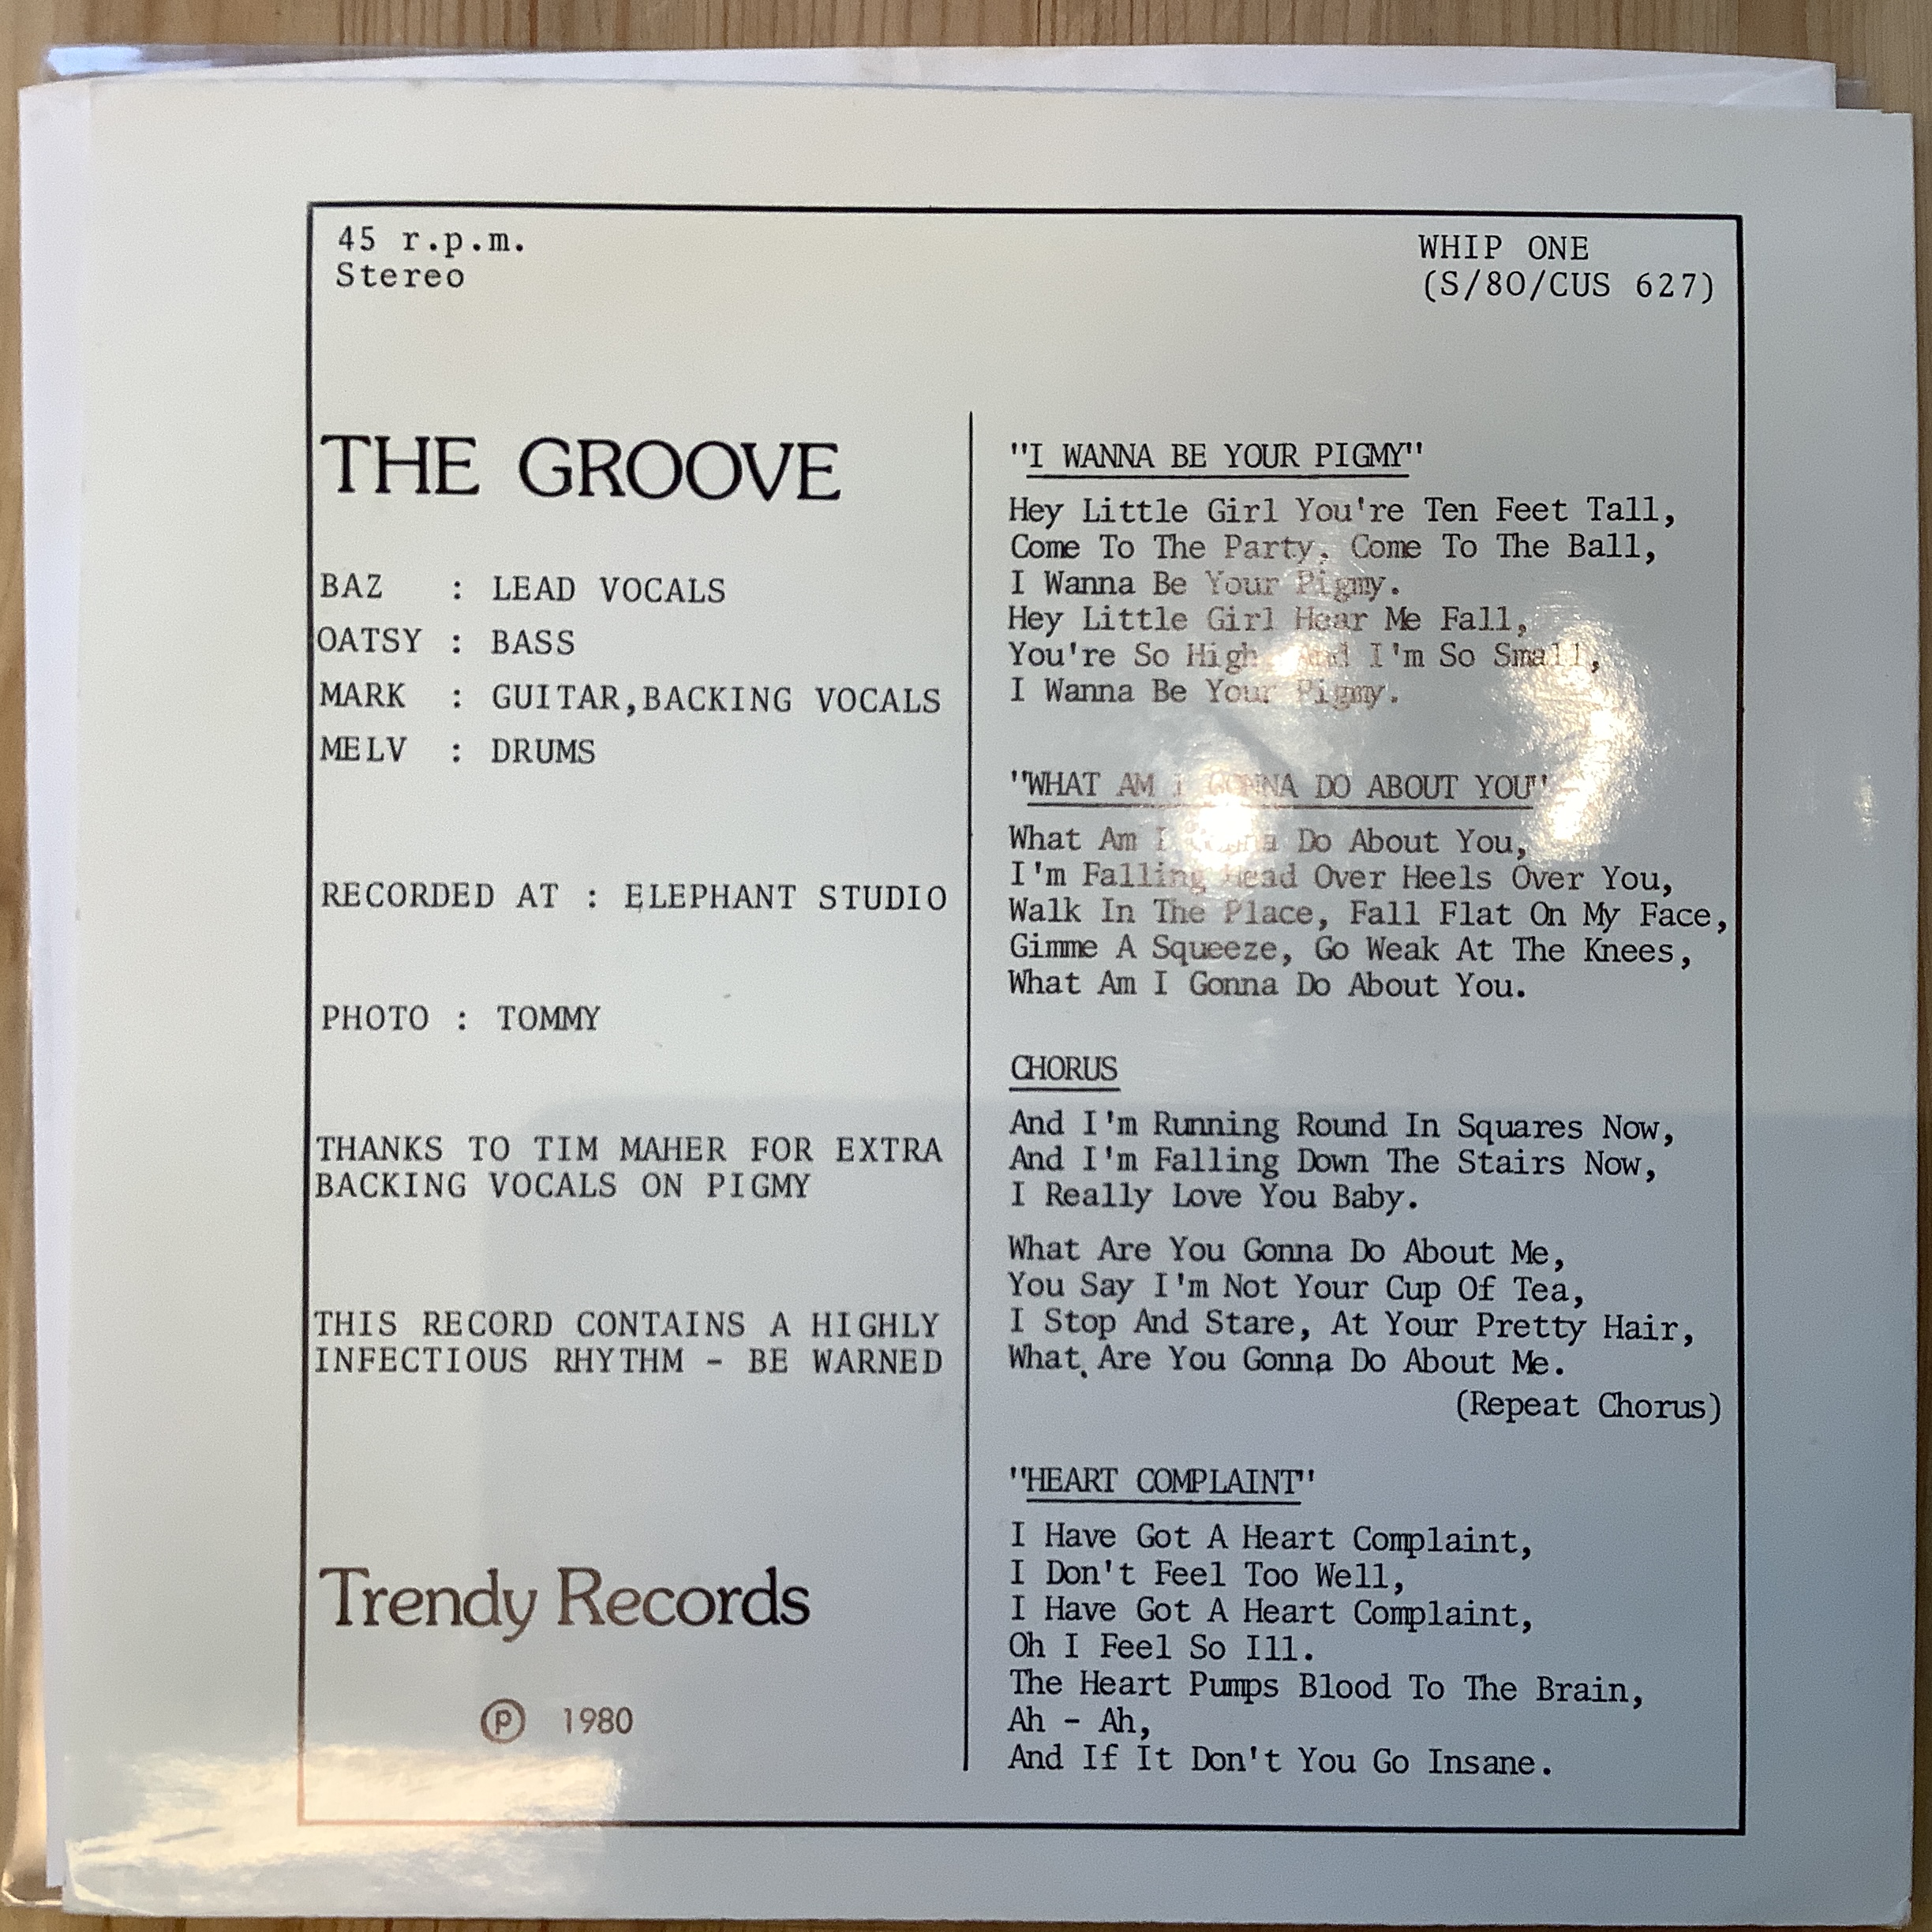 45 r.p.m.
Stereo
WHIP ONE
(S/80/CUS 627)
THE GROOVE
BAZ : LEAD VOCALS
OATSY : BASS
MARK : GUITAR,BACKING VOCALS
MELV : DRUMS
RECORDED AT : ELEPHANT STUDIO
PHOTO : TOMMY
THANKS TO TIM MAHER FOR EXTRA
BACKING VOCALS ON PIGMY
THIS RECORD CONTAINS A HIGHLY
INFECTIOUS RHYTHM - BE WARNED
Trendy Records
℗ 1980
"I WANNA BE YOUR PIGMY"
Hey Little Girl You're Ten Feet Tall,
Come To The Party, Come To The Ball,
I Wanna Be Your Pigmy.
Hey Little Girl Hear Me Fall,
You're So High And I'm So Small,
I Wanna Be Your Pigmy.
"WHAT AM I GONNA DO ABOUT YOU"
What Am I Gonna Do About You,
I'm Falling Head Over Heels Over You,
Walk In The Place, Fall Flat On My Face,
Gimme A Squeeze, Go Weak At The Knees,
What Am I Gonna Do About You.
CHORUS
And I'm Running Round In Squares Now,
And I'm Falling Down The Stairs Now,
I Really Love You Baby.
What Are You Gonna Do About Me,
You Say I'm Not Your Cup Of Tea,
I Stop And Stare, At Your Pretty Hair,
What Are You Gonna Do About Me.
(Repeat Chorus)
"HEART COMPLAINT"
I Have Got A Heart Complaint,
I Don't Feel Too Well,
I Have Got A Heart Complaint,
Oh I Feel So Ill.
The Heart Pumps Blood To The Brain,
Ah - Ah,
And If It Don't You Go Insane.